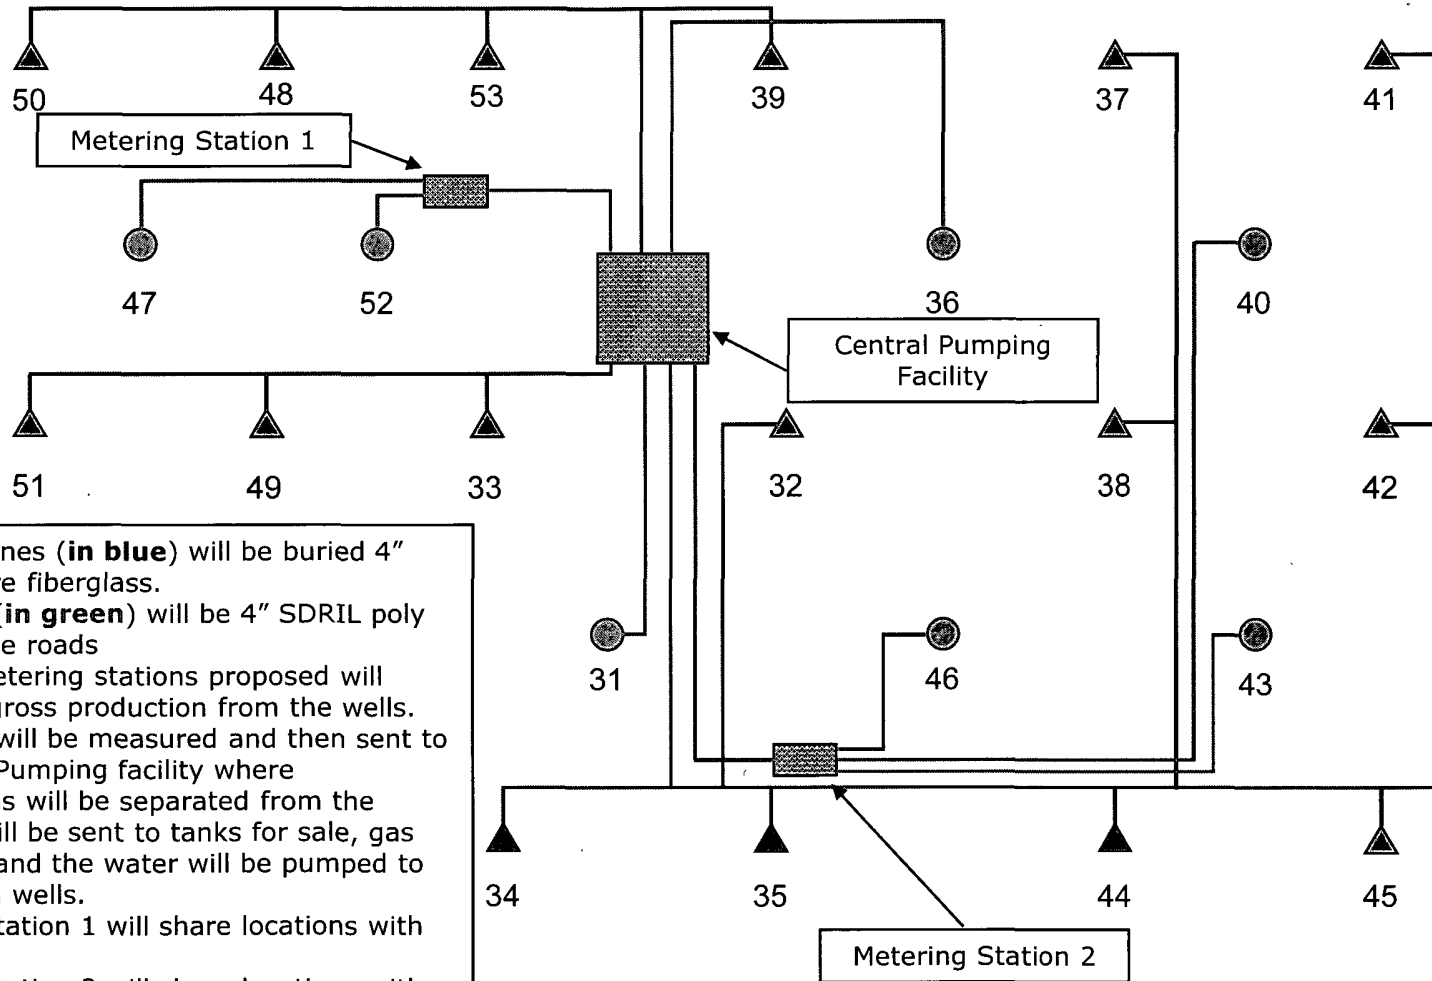 50
48
53
39
37
41
Metering Station 1
47
52
36
40
Central Pumping
Facility
51
49
33
32
38
42
nes (in blue) will be buried 4”
e fiberglass.
(in green) will be 4” SDRIL poly
e roads
etering stations proposed will
gross production from the wells.
will be measured and then sent to
Pumping facility where
s will be separated from the
ill be sent to tanks for sale, gas
and the water will be pumped to
wells.
tation 1 will share locations with
31
46
43
34
35
44
45
Metering Station 2